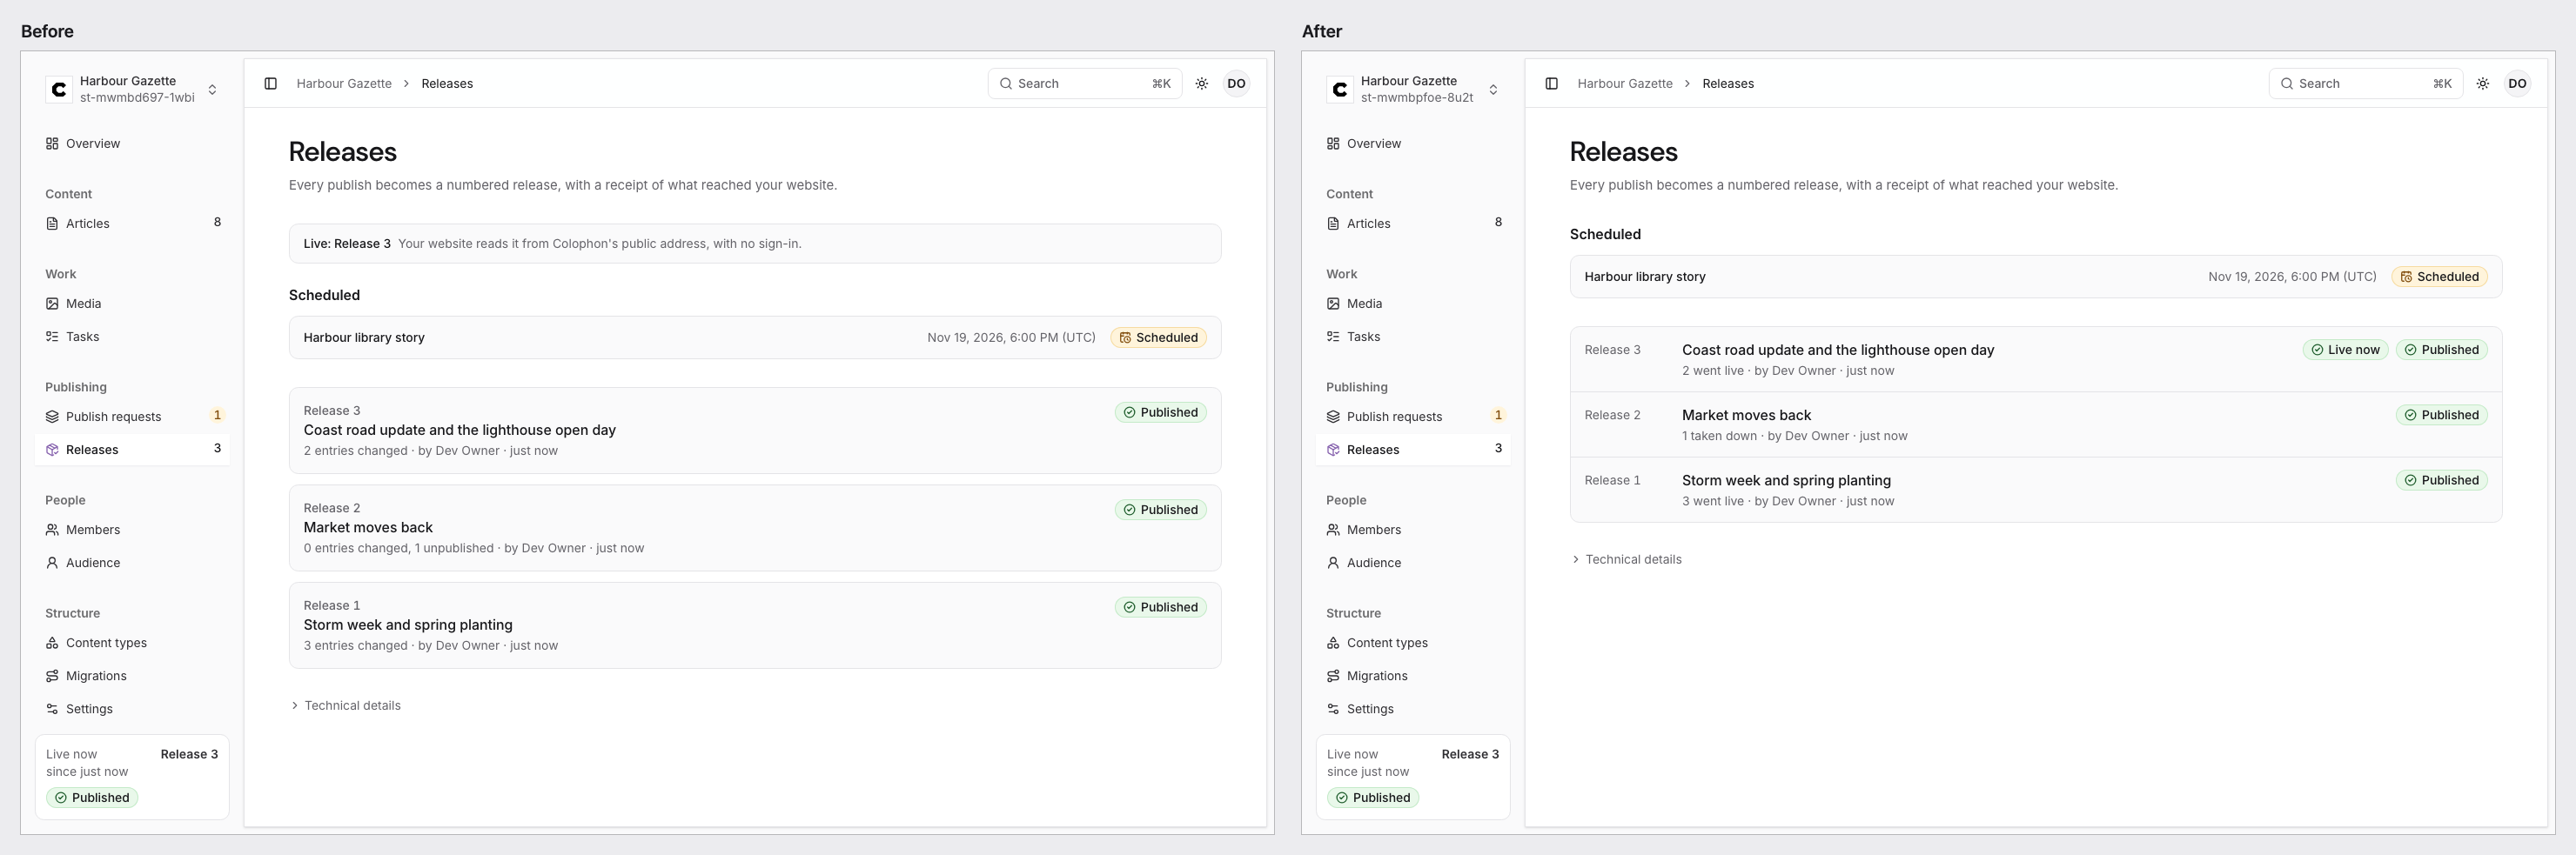 Before
Harbour Gazette
st-mwmbd697-1wbi
Overview
Content
Articles 8
Work
Media
Tasks
Publishing
Publish requests 1
Releases 3
People
Members
Audience
Structure
Content types
Migrations
Settings
Live now Release 3
since just now
Published
Harbour Gazette > Releases
Search ⌘K
DO
Releases
Every publish becomes a numbered release, with a receipt of what reached your website.
Live: Release 3 Your website reads it from Colophon's public address, with no sign-in.
Scheduled
Harbour library story Nov 19, 2026, 6:00 PM (UTC) Scheduled
Release 3 Published
Coast road update and the lighthouse open day
2 entries changed · by Dev Owner · just now
Release 2 Published
Market moves back
0 entries changed, 1 unpublished · by Dev Owner · just now
Release 1 Published
Storm week and spring planting
3 entries changed · by Dev Owner · just now
Technical details
After
Harbour Gazette
st-mwmbpfoe-8u2t
Overview
Content
Articles 8
Work
Media
Tasks
Publishing
Publish requests 1
Releases 3
People
Members
Audience
Structure
Content types
Migrations
Settings
Live now Release 3
since just now
Published
Harbour Gazette > Releases
Search ⌘K
DO
Releases
Every publish becomes a numbered release, with a receipt of what reached your website.
Scheduled
Harbour library story Nov 19, 2026, 6:00 PM (UTC) Scheduled
Release 3 Coast road update and the lighthouse open day Live now Published
2 went live · by Dev Owner · just now
Release 2 Market moves back Published
1 taken down · by Dev Owner · just now
Release 1 Storm week and spring planting Published
3 went live · by Dev Owner · just now
Technical details